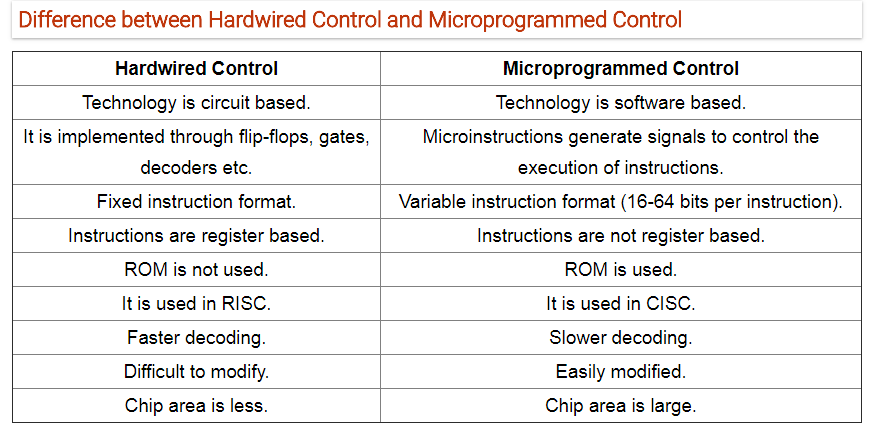 Difference between Hardwired Control and Microprogrammed Control
Hardwired Control Microprogrammed Control
Technology is circuit based. Technology is software based.
It is implemented through flip-flops, gates, Microinstructions generate signals to control the
decoders etc. execution of instructions.
Fixed instruction format. Variable instruction format (16-64 bits per instruction).
Instructions are register based. Instructions are not register based.
ROM is not used. ROM is used.
It is used in RISC. It is used in CISC.
Faster decoding. Slower decoding.
Difficult to modify. Easily modified.
Chip area is less. Chip area is large.